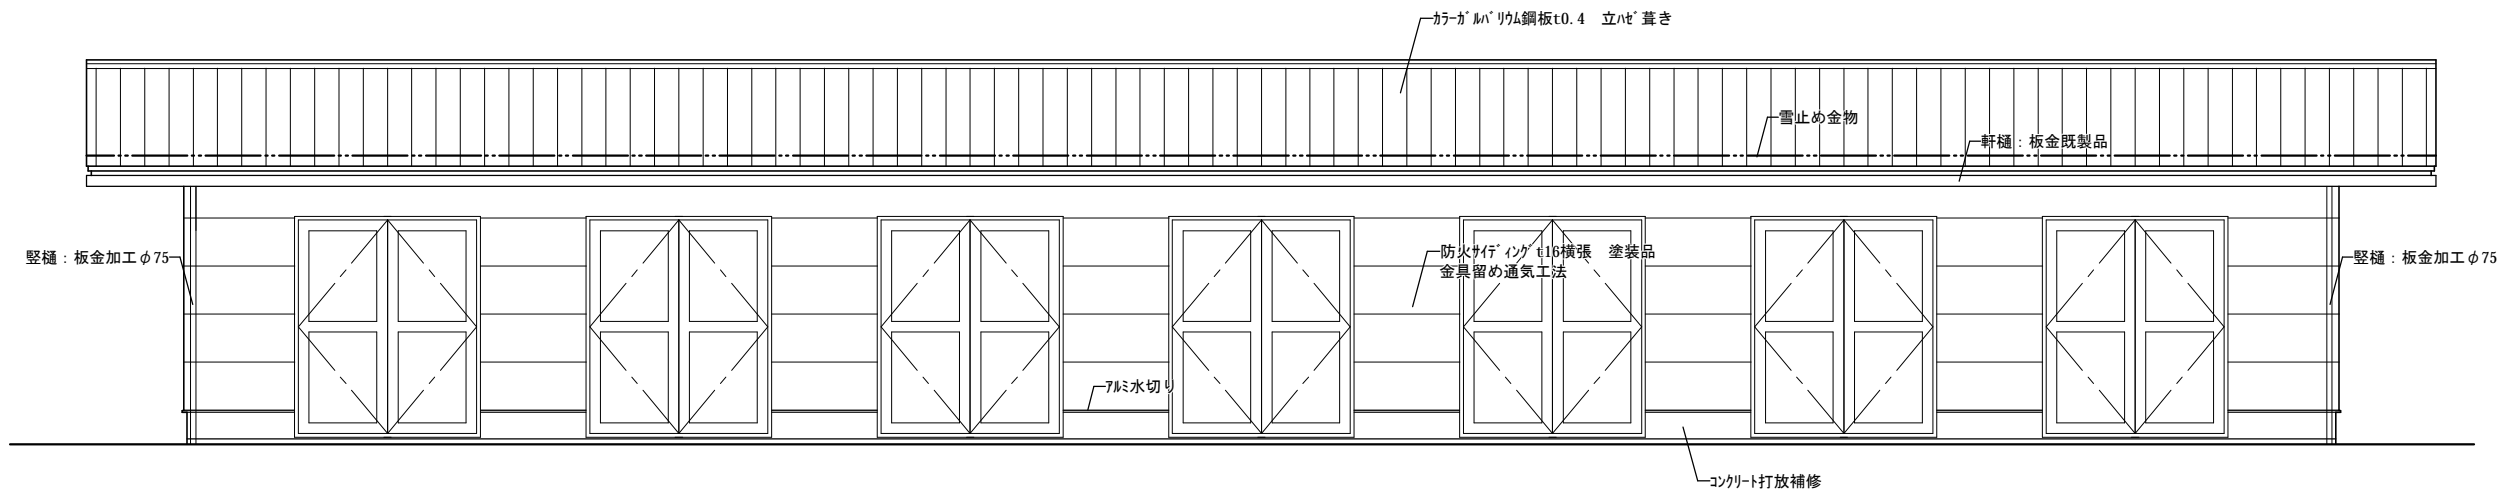 ｶﾗｰｶﾞﾙﾊﾞﾘｳﾑ鋼板t0.4　立ﾊｾﾞ葺き
雪止め金物
軒樋：板金既製品
防火ｻｲﾃﾞｨﾝｸﾞt16横張　塗装品
金具留め通気工法
竪樋：板金加工φ75
竪樋：板金加工φ75
ｱﾙﾐ水切り
ｺﾝｸﾘｰﾄ打放補修